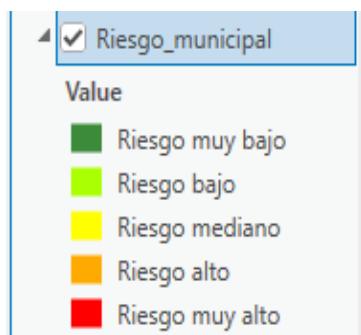 Riesgo_municipal
Value
Riesgo muy bajo
Riesgo bajo
Riesgo mediano
Riesgo alto
Riesgo muy alto